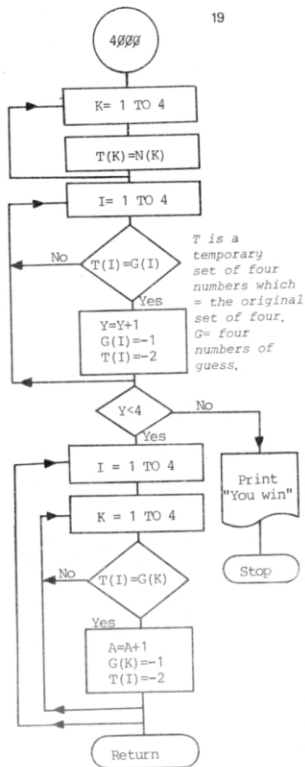 19
4000
K= 1 TO 4
T(K)=N(K)
I= 1 TO 4
T is a
temporary
set of four
numbers which
= the original
set of four.
G= four
numbers of
guess.
No
T(I)=G(I)
Yes
Y=Y+1
G(I)=-1
T(I)=-2
Y<4
No
Yes
I = 1 TO 4
Print
"You win"
K = 1 TO 4
Stop
No
T(I)=G(K)
Yes
A=A+1
G(K)=-1
T(I)=-2
Return